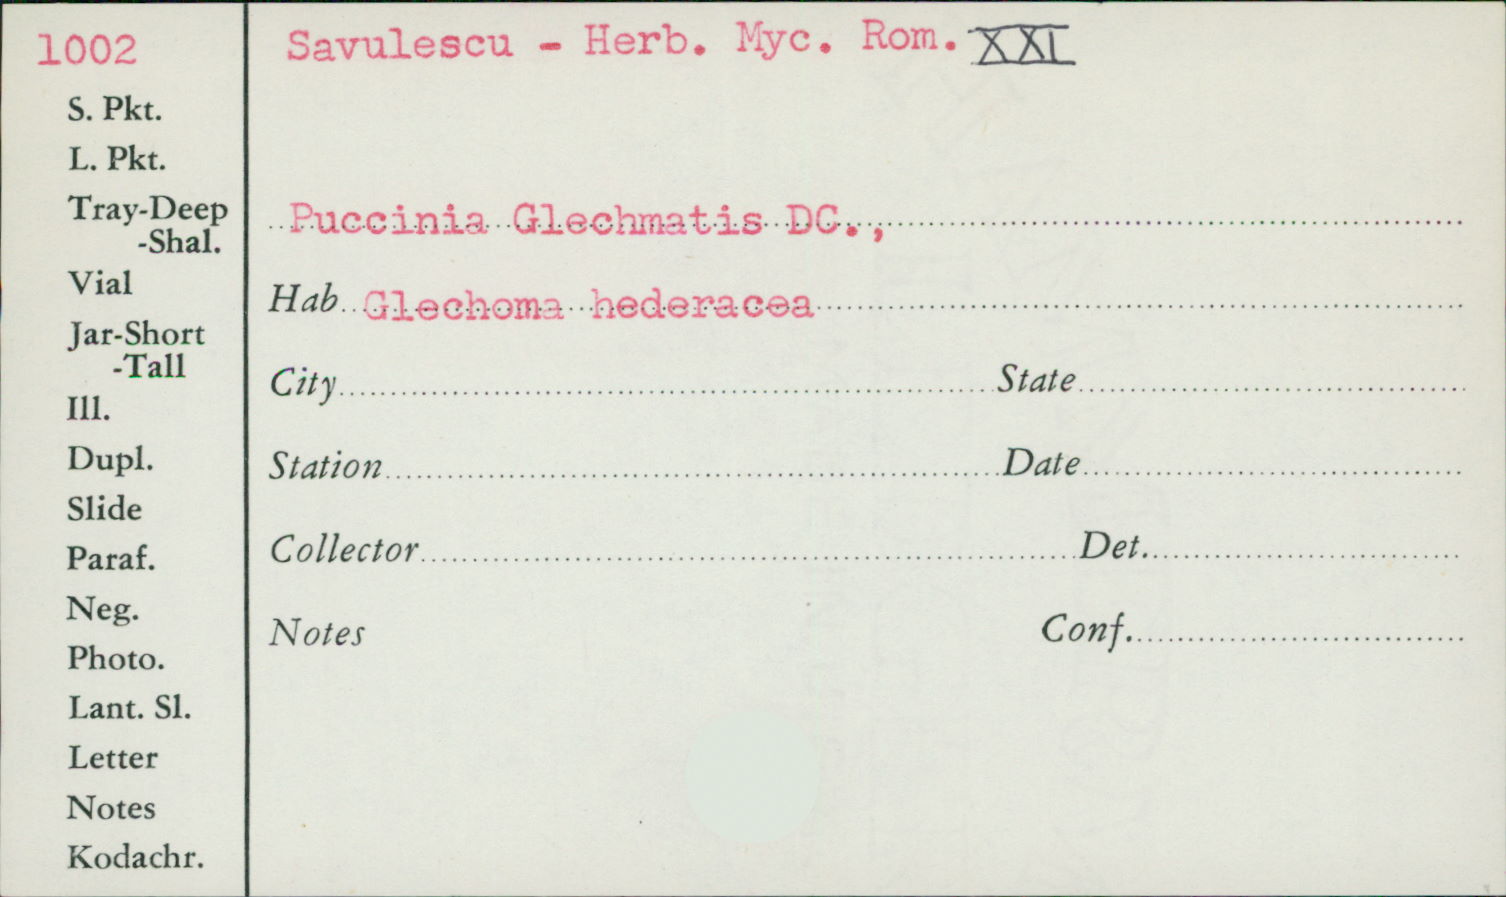 1002
S. Pkt.
L. Pkt.
Tray-Deep
-Shal.
Vial
Jar-Short
-Tall
Ill.
Dupl.
Slide
Paraf.
Neg.
Photo.
Lant. Sl.
Letter
Notes
Kodachr.
Savulescu - Herb. Myc. Rom. XXI
Puccinia Glechmatis DC.,
Hab Glechoma hederacea
City State
Station Date
Collector Det.
Notes Conf.